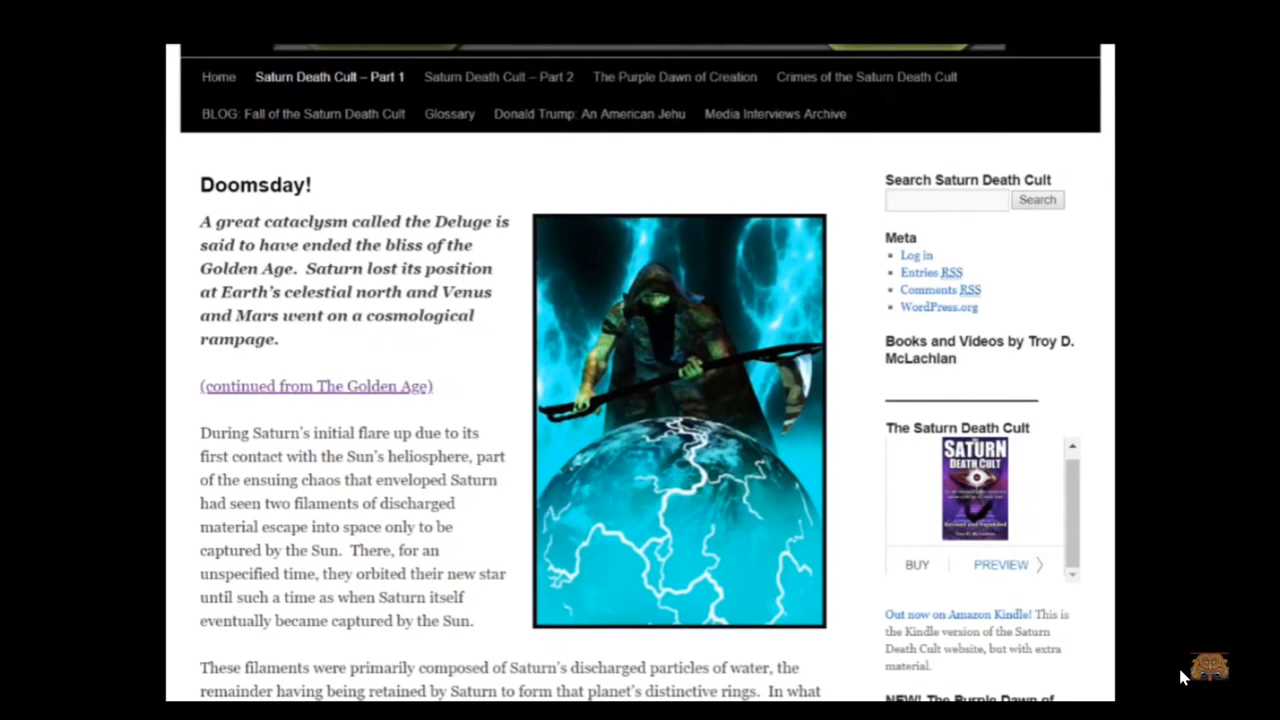 Home Saturn Death Cult – Part 1 Saturn Death Cult – Part 2 The Purple Dawn of Creation Crimes of the Saturn Death Cult
BLOG: Fall of the Saturn Death Cult Glossary Donald Trump: An American Jehu Media Interviews Archive
Doomsday!
A great cataclysm called the Deluge is
said to have ended the bliss of the
Golden Age. Saturn lost its position
at Earth's celestial north and Venus
and Mars went on a cosmological
rampage.
(continued from The Golden Age)
During Saturn's initial flare up due to its
first contact with the Sun's heliosphere, part
of the ensuing chaos that enveloped Saturn
had seen two filaments of discharged
material escape into space only to be
captured by the Sun. There, for an
unspecified time, they orbited their new star
until such a time as when Saturn itself
eventually became captured by the Sun.
These filaments were primarily composed of Saturn's discharged particles of water, the
remainder having being retained by Saturn to form that planet's distinctive rings. In what
Search Saturn Death Cult
Search
Meta
Log in
Entries RSS
Comments RSS
WordPress.org
Books and Videos by Troy D.
McLachlan
The Saturn Death Cult
SATURN
DEATH CULT
Revised and Expanded
BUY PREVIEW
Out now on Amazon Kindle! This is
the Kindle version of the Saturn
Death Cult website, but with extra
material.
NEW! The Purple Dawn of